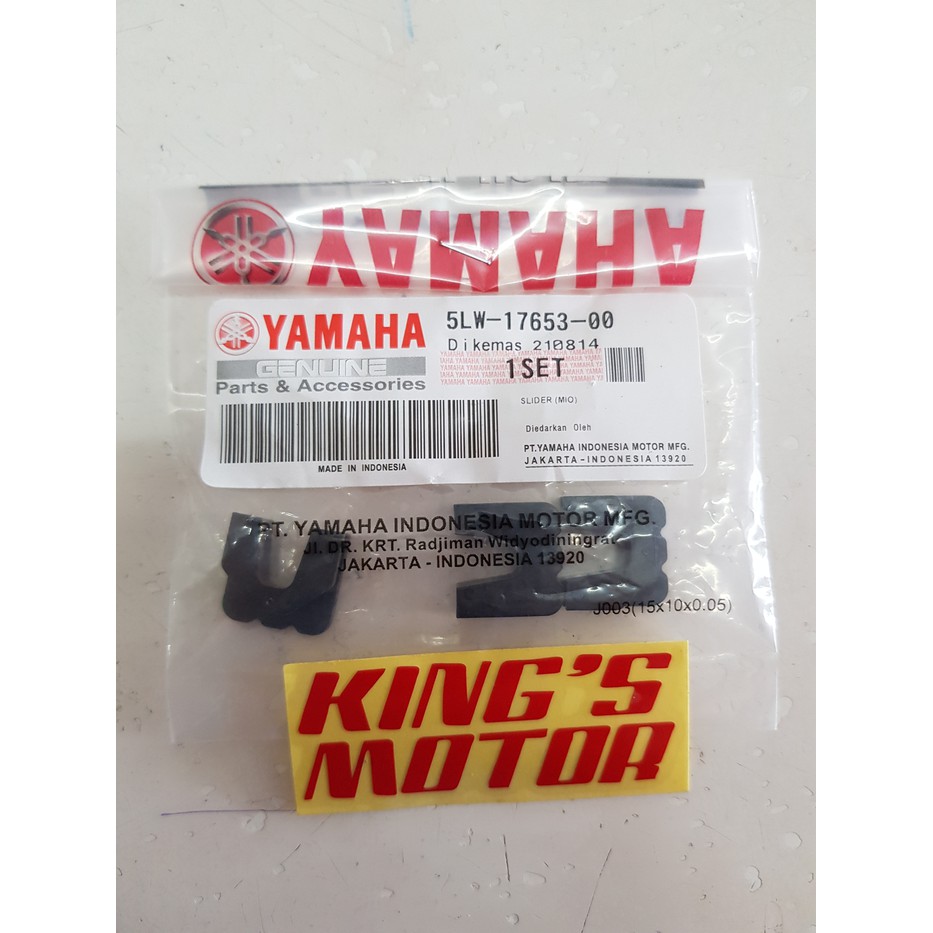 YAMAHA
YAMAHA
GENUINE
Parts & Accessories
5LW-17653-00
Dikemas 210814
1SET
SLIDER (MIO)
Diedarkan Oleh
PT.YAMAHA INDONESIA MOTOR MFG.
JAKARTA-INDONESIA 13920
MADE IN INDONESIA
PT. YAMAHA INDONESIA MOTOR MFG.
Jl. DR. KRT. Radjiman Widyodiningrat
JAKARTA - INDONESIA 13920
J003(15x10x0.05)
KING'S
MOTOR